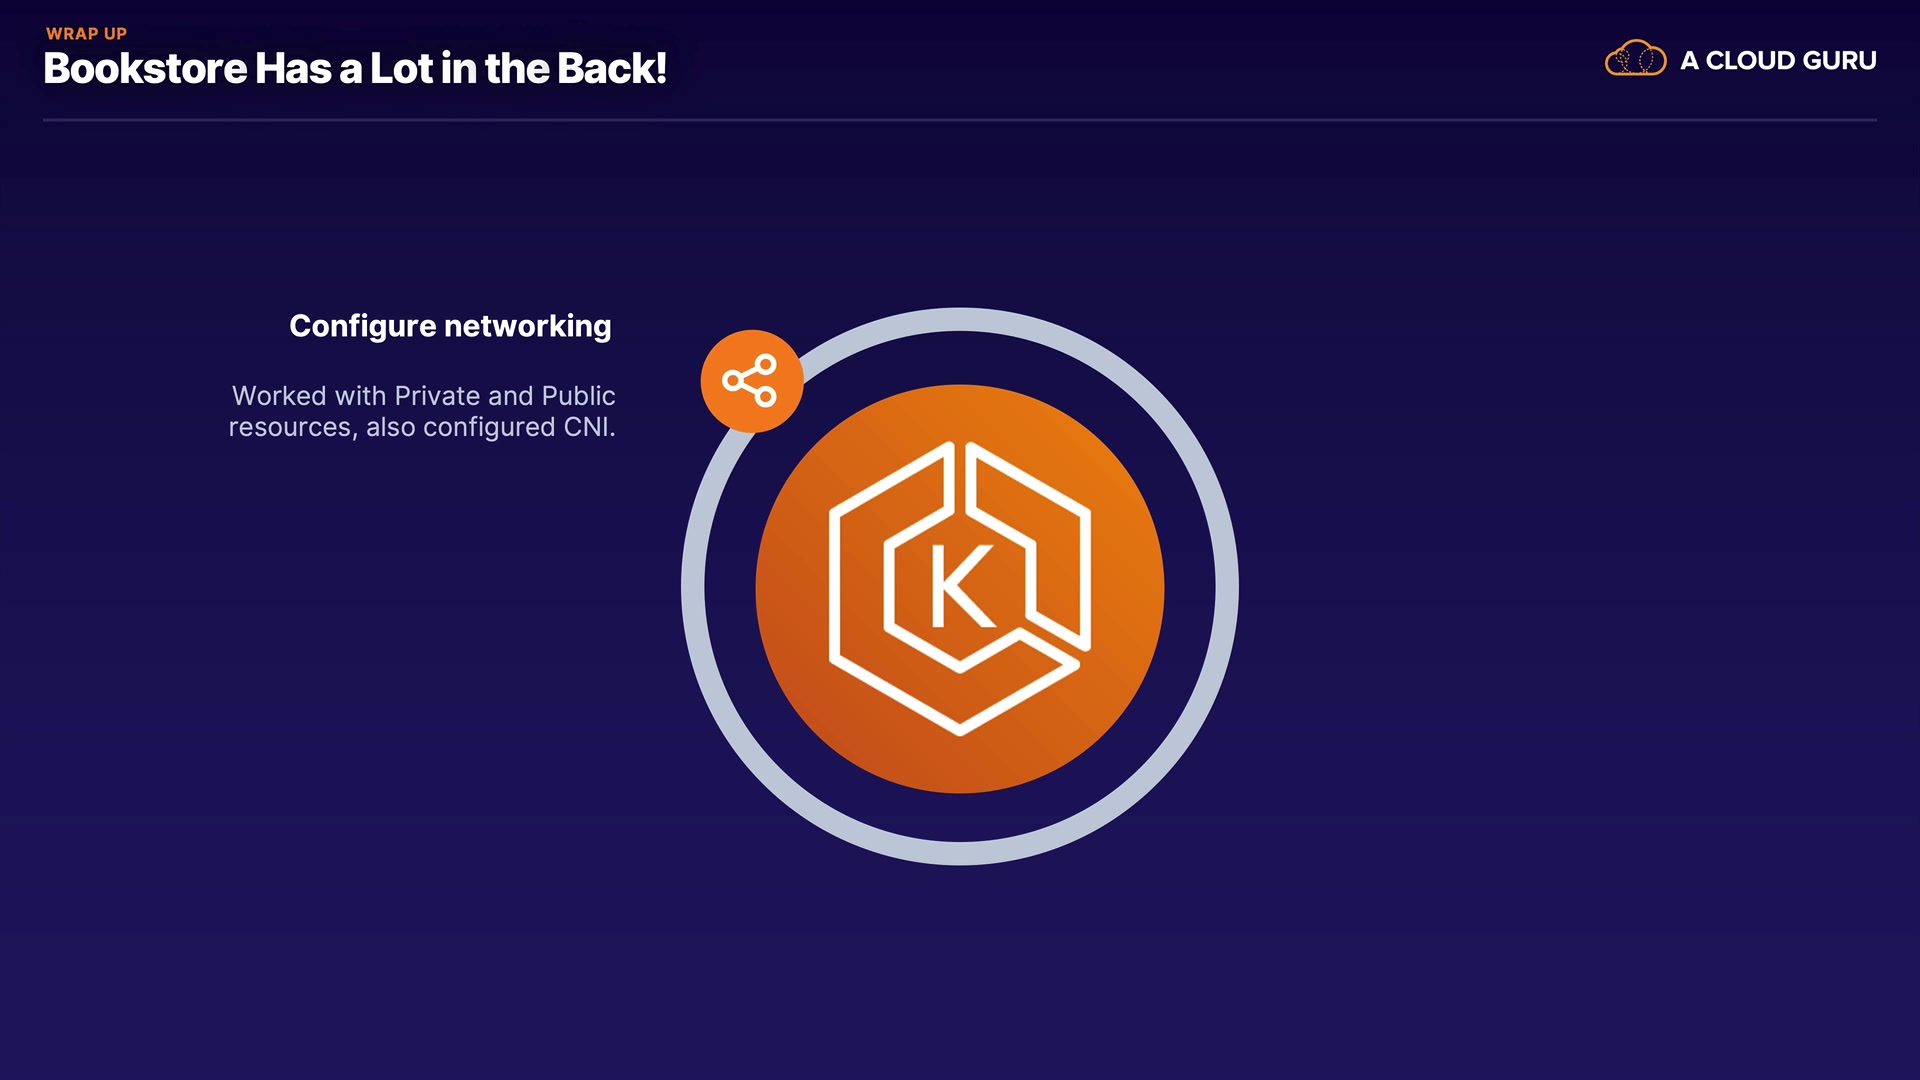 WRAP UP
Bookstore Has a Lot in the Back!
A CLOUD GURU
Configure networking
Worked with Private and Public
resources, also configured CNI.
K